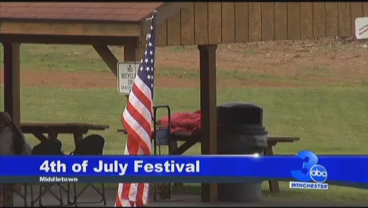 4th of July Festival
Middletown
3
abc
WINCHESTER